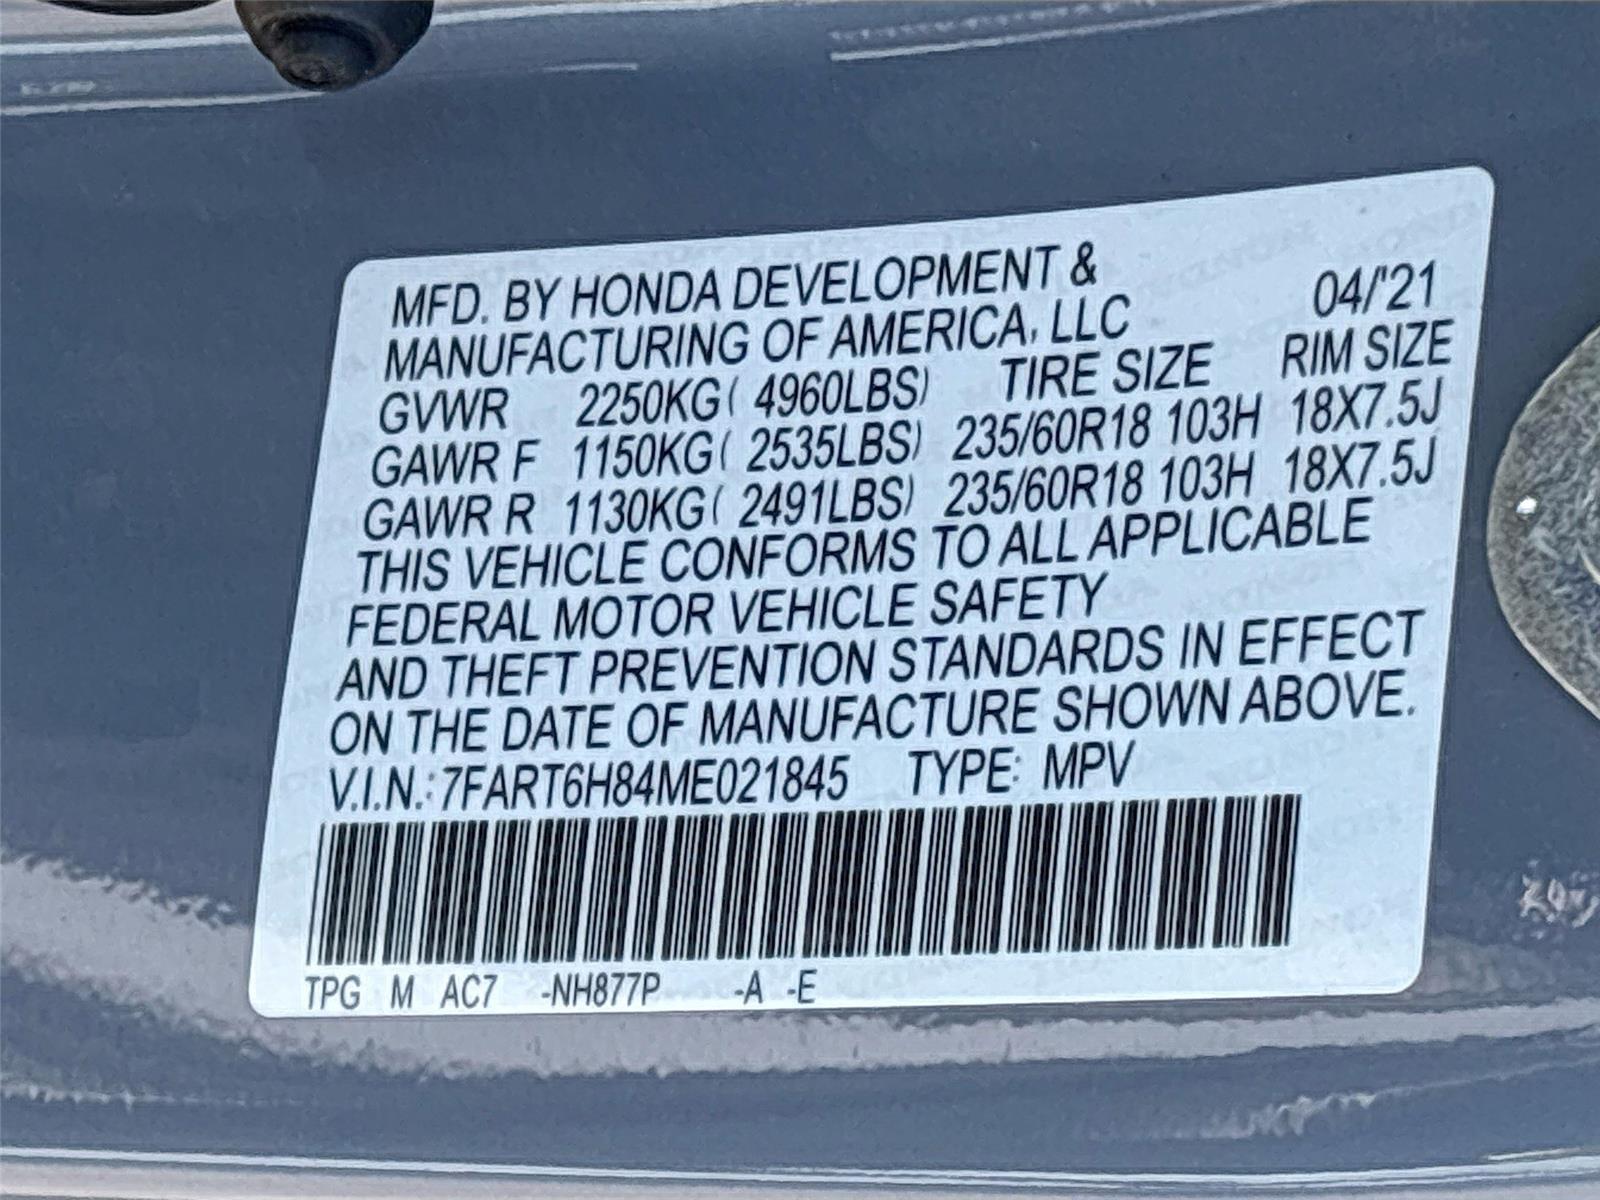 MFD. BY HONDA DEVELOPMENT & 04/'21
MANUFACTURING OF AMERICA, LLC
GVWR 2250KG( 4960LBS) TIRE SIZE RIM SIZE
GAWR F 1150KG( 2535LBS) 235/60R18 103H 18X7.5J
GAWR R 1130KG( 2491LBS) 235/60R18 103H 18X7.5J
THIS VEHICLE CONFORMS TO ALL APPLICABLE
FEDERAL MOTOR VEHICLE SAFETY
AND THEFT PREVENTION STANDARDS IN EFFECT
ON THE DATE OF MANUFACTURE SHOWN ABOVE.
V.I.N.: 7FART6H84ME021845 TYPE: MPV
TPG M AC7 -NH877P -A -E